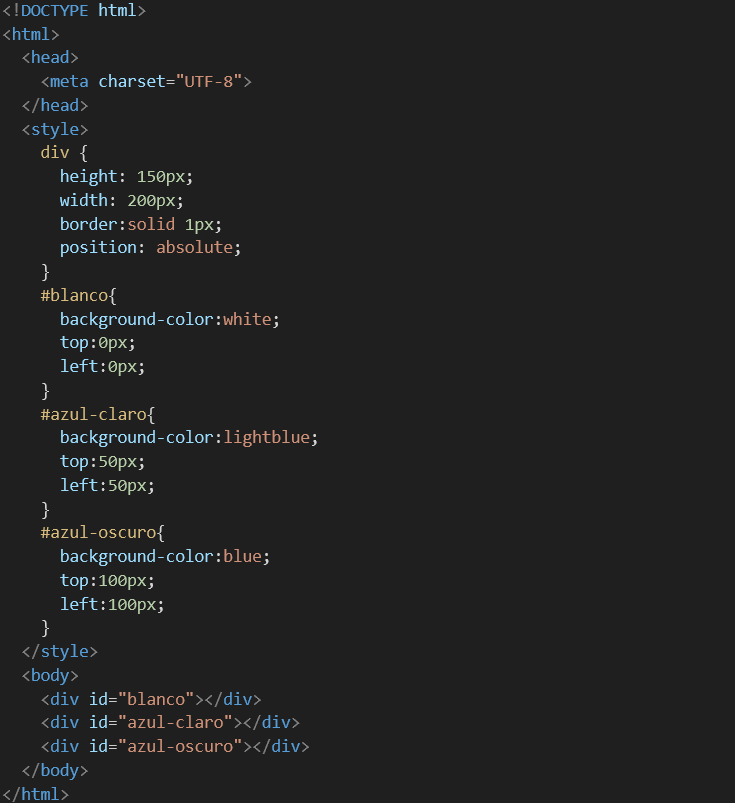 <!DOCTYPE html>
<html>
  <head>
    <meta charset="UTF-8">
  </head>
  <style>
    div {
      height: 150px;
      width: 200px;
      border:solid 1px;
      position: absolute;
    }
    #blanco{
      background-color:white;
      top:0px;
      left:0px;
    }
    #azul-claro{
      background-color:lightblue;
      top:50px;
      left:50px;
    }
    #azul-oscuro{
      background-color:blue;
      top:100px;
      left:100px;
    }
  </style>
  <body>
    <div id="blanco"></div>
    <div id="azul-claro"></div>
    <div id="azul-oscuro"></div>
  </body>
</html>